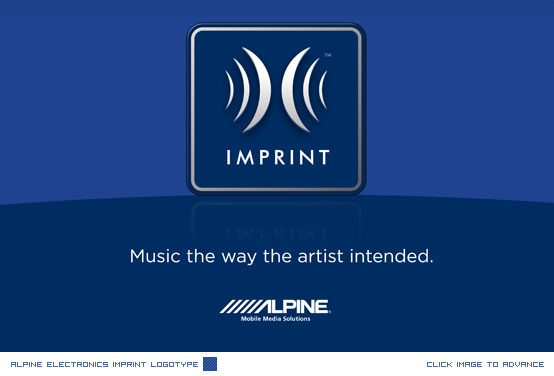 ™
IMPRINT
Music the way the artist intended.
ALPINE®
Mobile Media Solutions
ALPINE ELECTRONICS IMPRINT LOGOTYPE
CLICK IMAGE TO ADVANCE